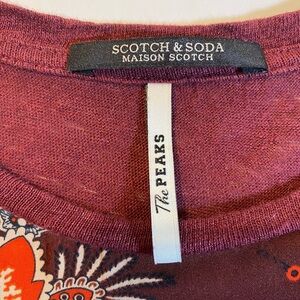 SCOTCH & SODA
MAISON SCOTCH
The PEAKS